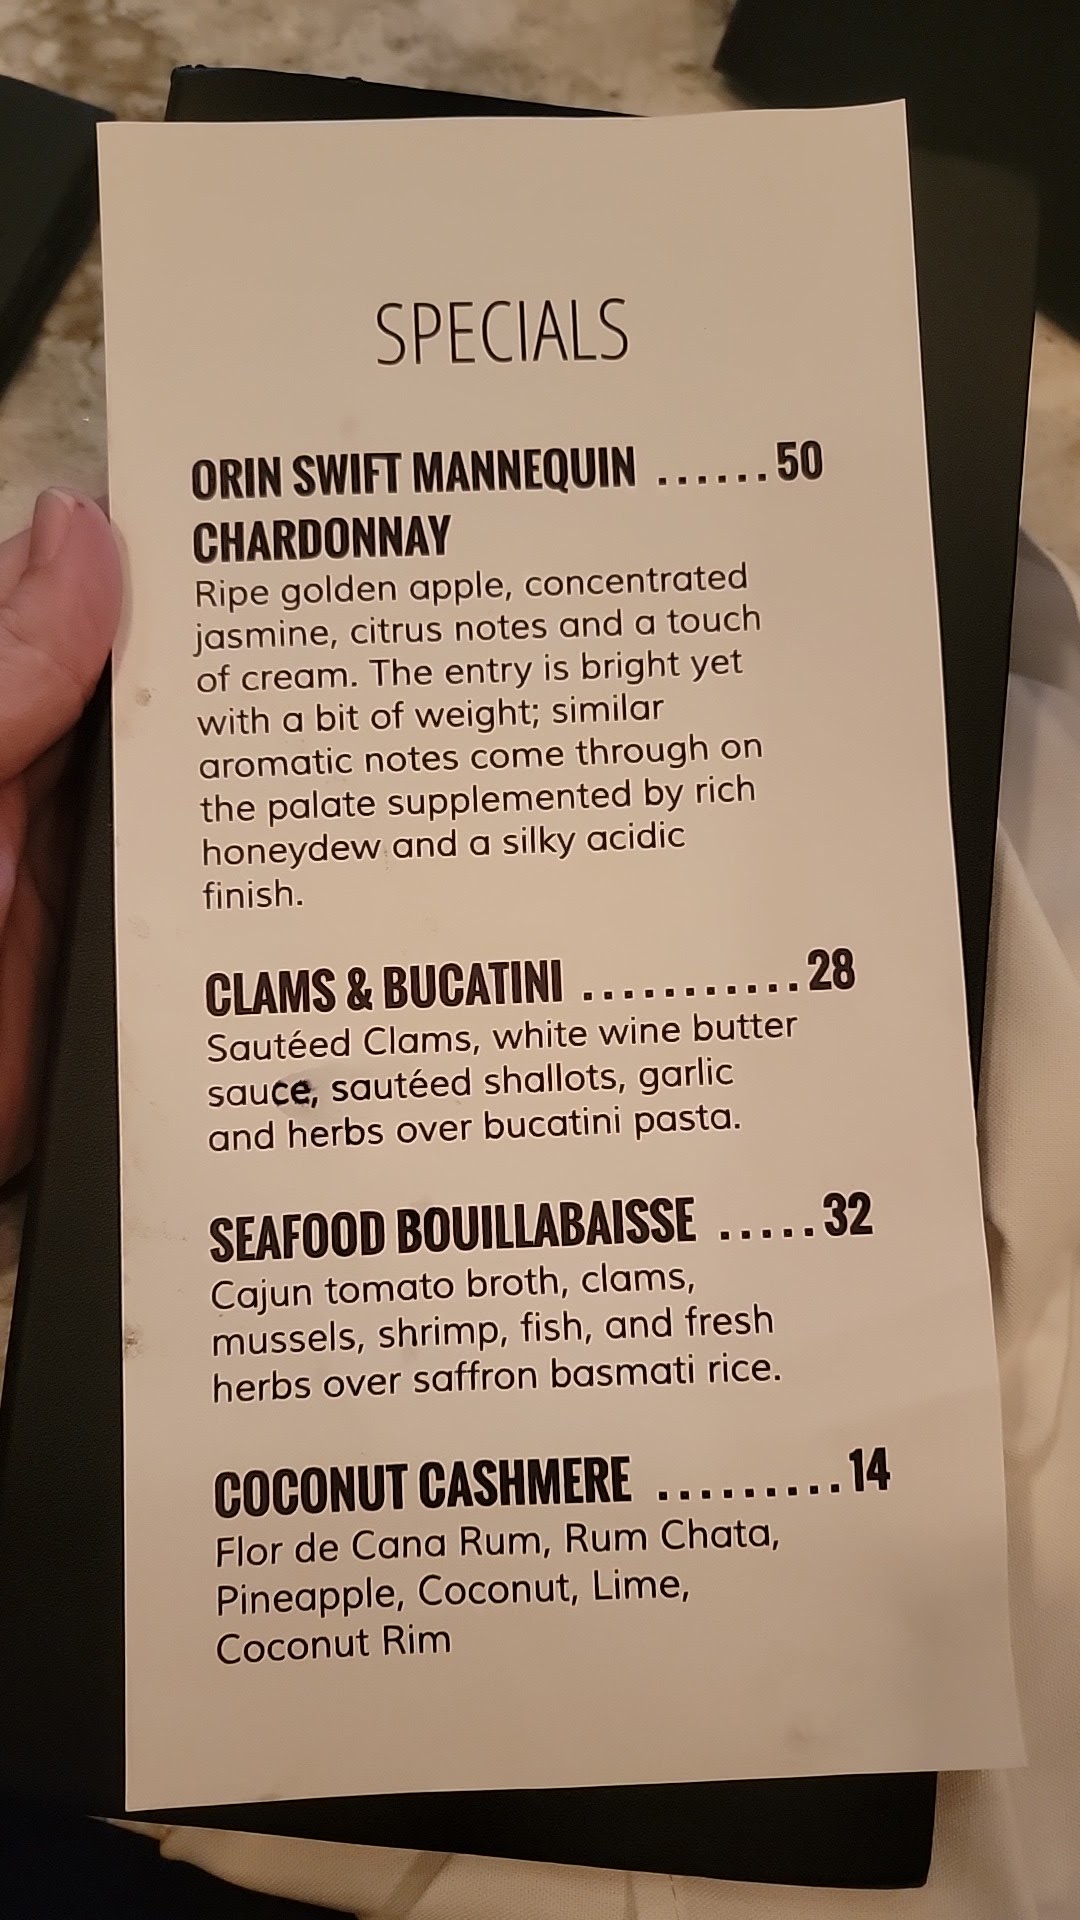 SPECIALS
ORIN SWIFT MANNEQUIN ......50
CHARDONNAY
Ripe golden apple, concentrated
jasmine, citrus notes and a touch
of cream. The entry is bright yet
with a bit of weight; similar
aromatic notes come through on
the palate supplemented by rich
honeydew and a silky acidic
finish.
CLAMS & BUCATINI ...........28
Sautéed Clams, white wine butter
sauce, sautéed shallots, garlic
and herbs over bucatini pasta.
SEAFOOD BOUILLABAISSE .....32
Cajun tomato broth, clams,
mussels, shrimp, fish, and fresh
herbs over saffron basmati rice.
COCONUT CASHMERE .........14
Flor de Cana Rum, Rum Chata,
Pineapple, Coconut, Lime,
Coconut Rim